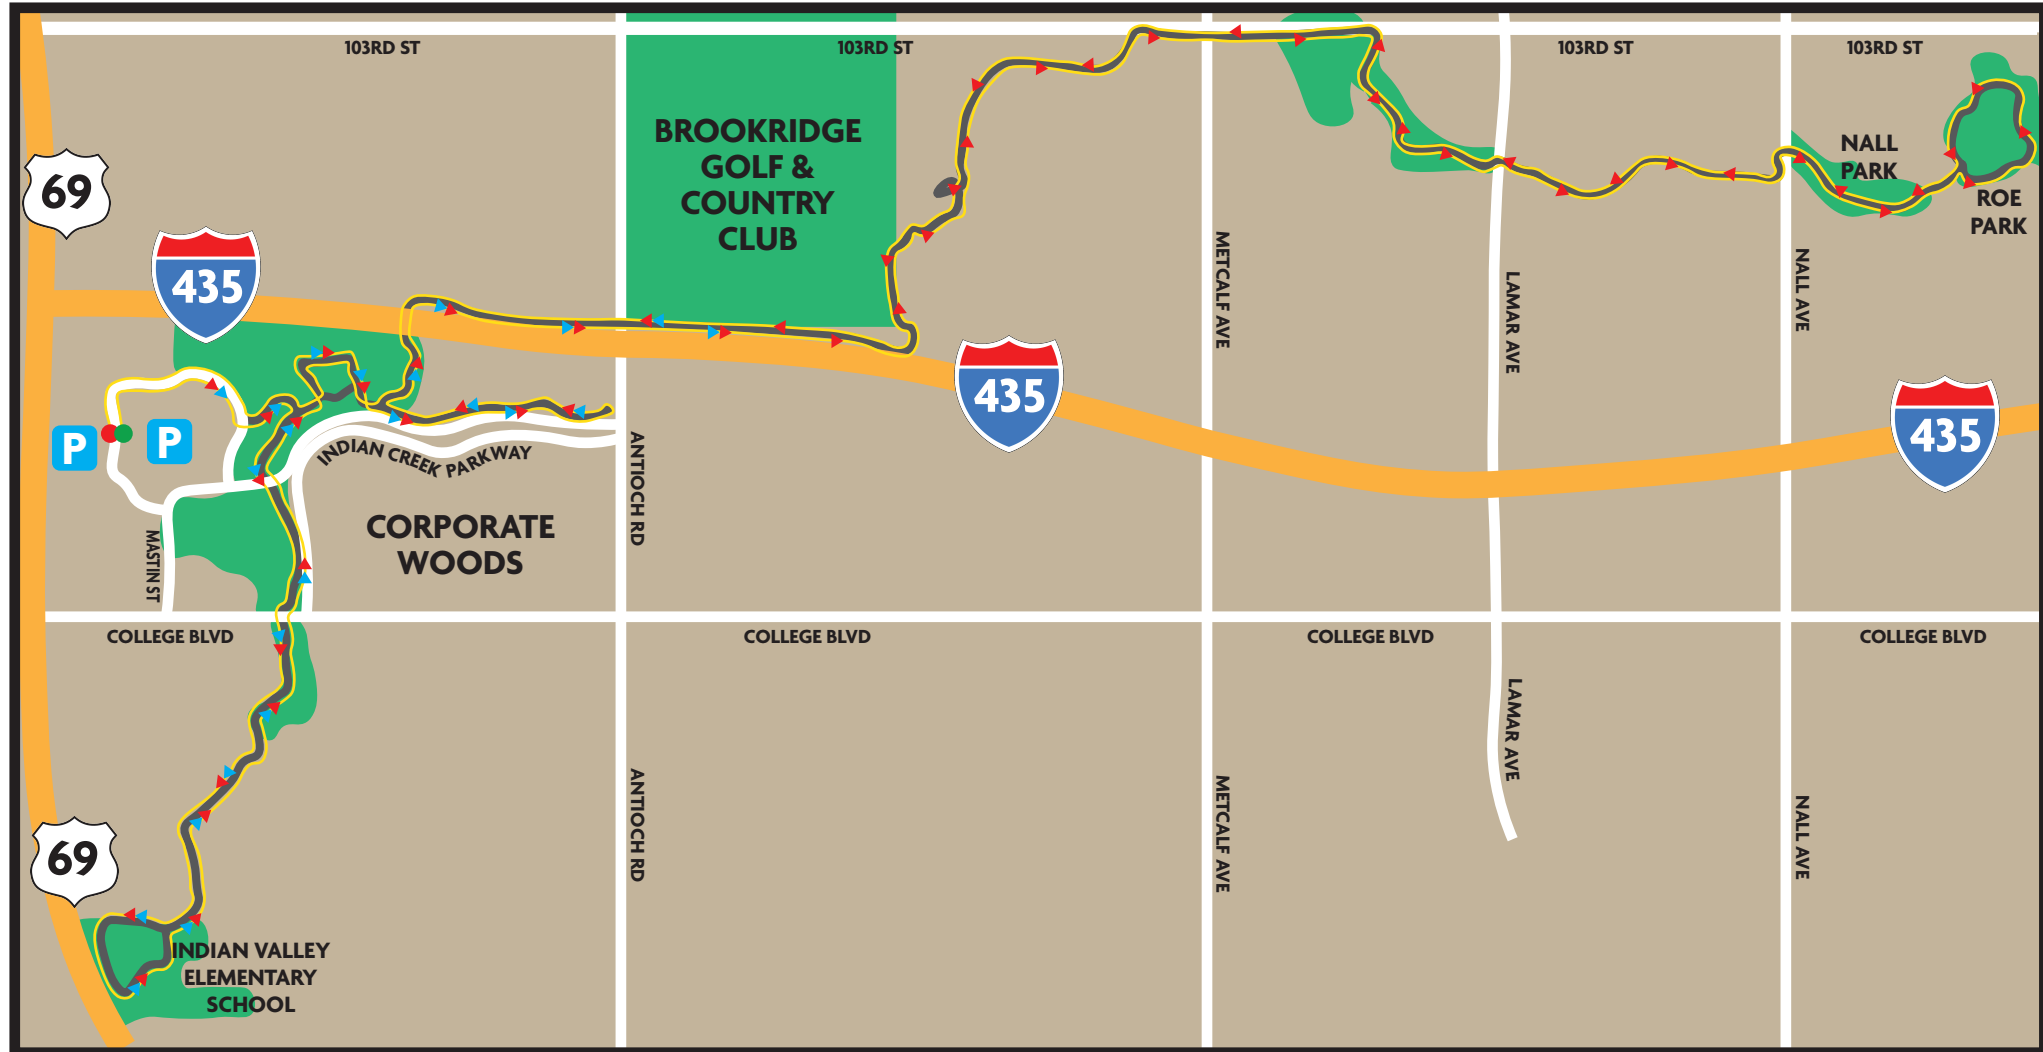 103RD ST
103RD ST
103RD ST
103RD ST
69
BROOKRIDGE
GOLF &
COUNTRY
CLUB
NALL
PARK
ROE
PARK
435
METCALF AVE
LAMAR AVE
NALL AVE
435
435
P
P
INDIAN CREEK PARKWAY
ANTIOCH RD
CORPORATE
WOODS
MASTIN ST
COLLEGE BLVD
COLLEGE BLVD
COLLEGE BLVD
COLLEGE BLVD
LAMAR AVE
ANTIOCH RD
METCALF AVE
NALL AVE
69
INDIAN VALLEY
ELEMENTARY
SCHOOL